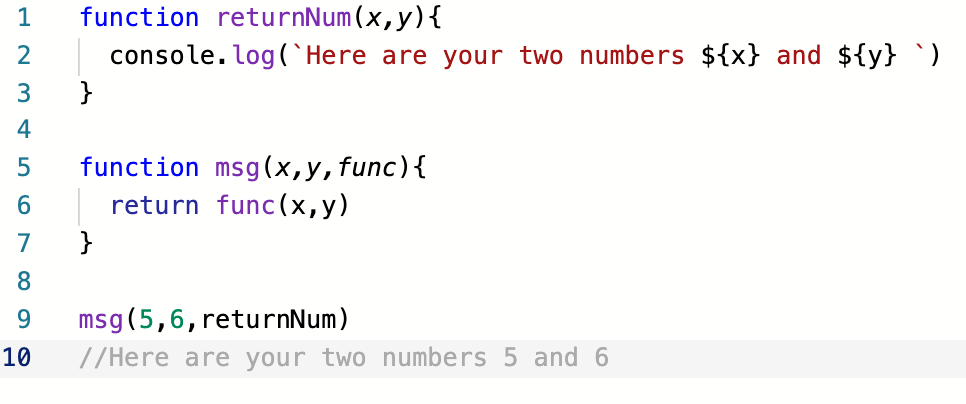 1 function returnNum(x,y){
2 console.log(`Here are your two numbers ${x} and ${y} `)
3 }
4
5 function msg(x,y,func){
6 return func(x,y)
7 }
8
9 msg(5,6,returnNum)
10 //Here are your two numbers 5 and 6